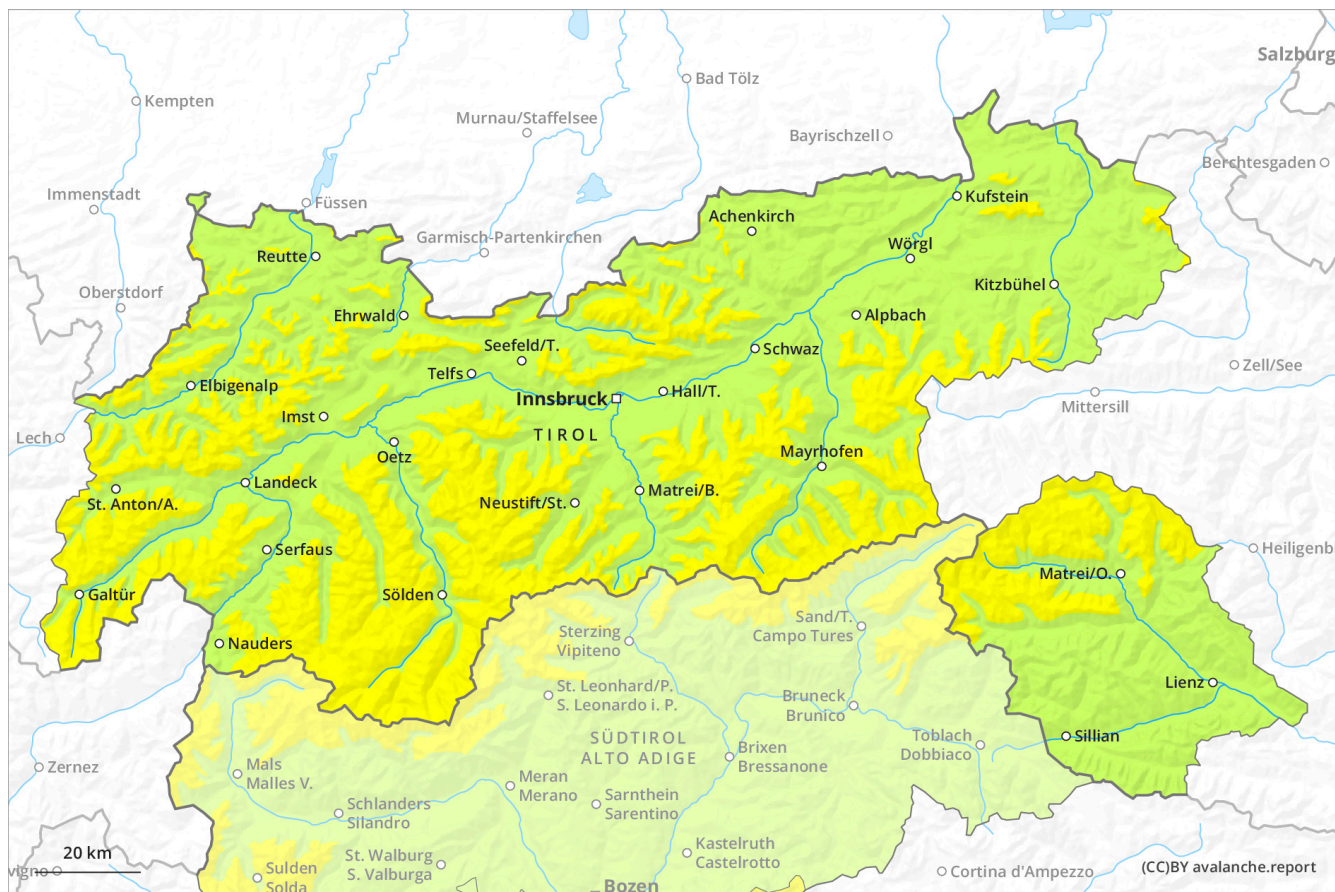 Salzburg
Bad Tölz
Kempten
Murnau/Staffelsee
Bayrischzell
Berchtesgaden
Immenstadt
Kufstein
Füssen
Achenkirch
Garmisch-Partenkirchen
Wörgl
Reutte
Kitzbühel
Oberstdorf
Ehrwald
Alpbach
Seefeld/T.
Schwaz
Zell/See
Telfs
Elbigenalp
Innsbruck
Hall/T.
Mittersill
Imst
Lech
TIROL
Oetz
Mayrhofen
Landeck
Matrei/B.
St. Anton/A.
Neustift/St.
Serfaus
Heiligenb
Matrei/O.
Galtür
Sölden
Sand/T.
Campo Tures
Sterzing
Vipiteno
Nauders
Lienz
St. Leonhard/P.
S. Leonardo i. P.
Bruneck
Brunico
Sillian
SÜDTIROL
ALTO ADIGE
Toblach
Dobbiaco
Brixen
Bressanone
Zernez
Mals
Malles V.
Meran
Merano
Sarnthein
Sarentino
Schlanders
Silandro
20 km
Kastelruth
Castelrotto
St. Walburg
S. Valburga
vigno
Sulden
Solda
Cortina d'Ampezzo
(CC)BY avalanche.report
Bozen